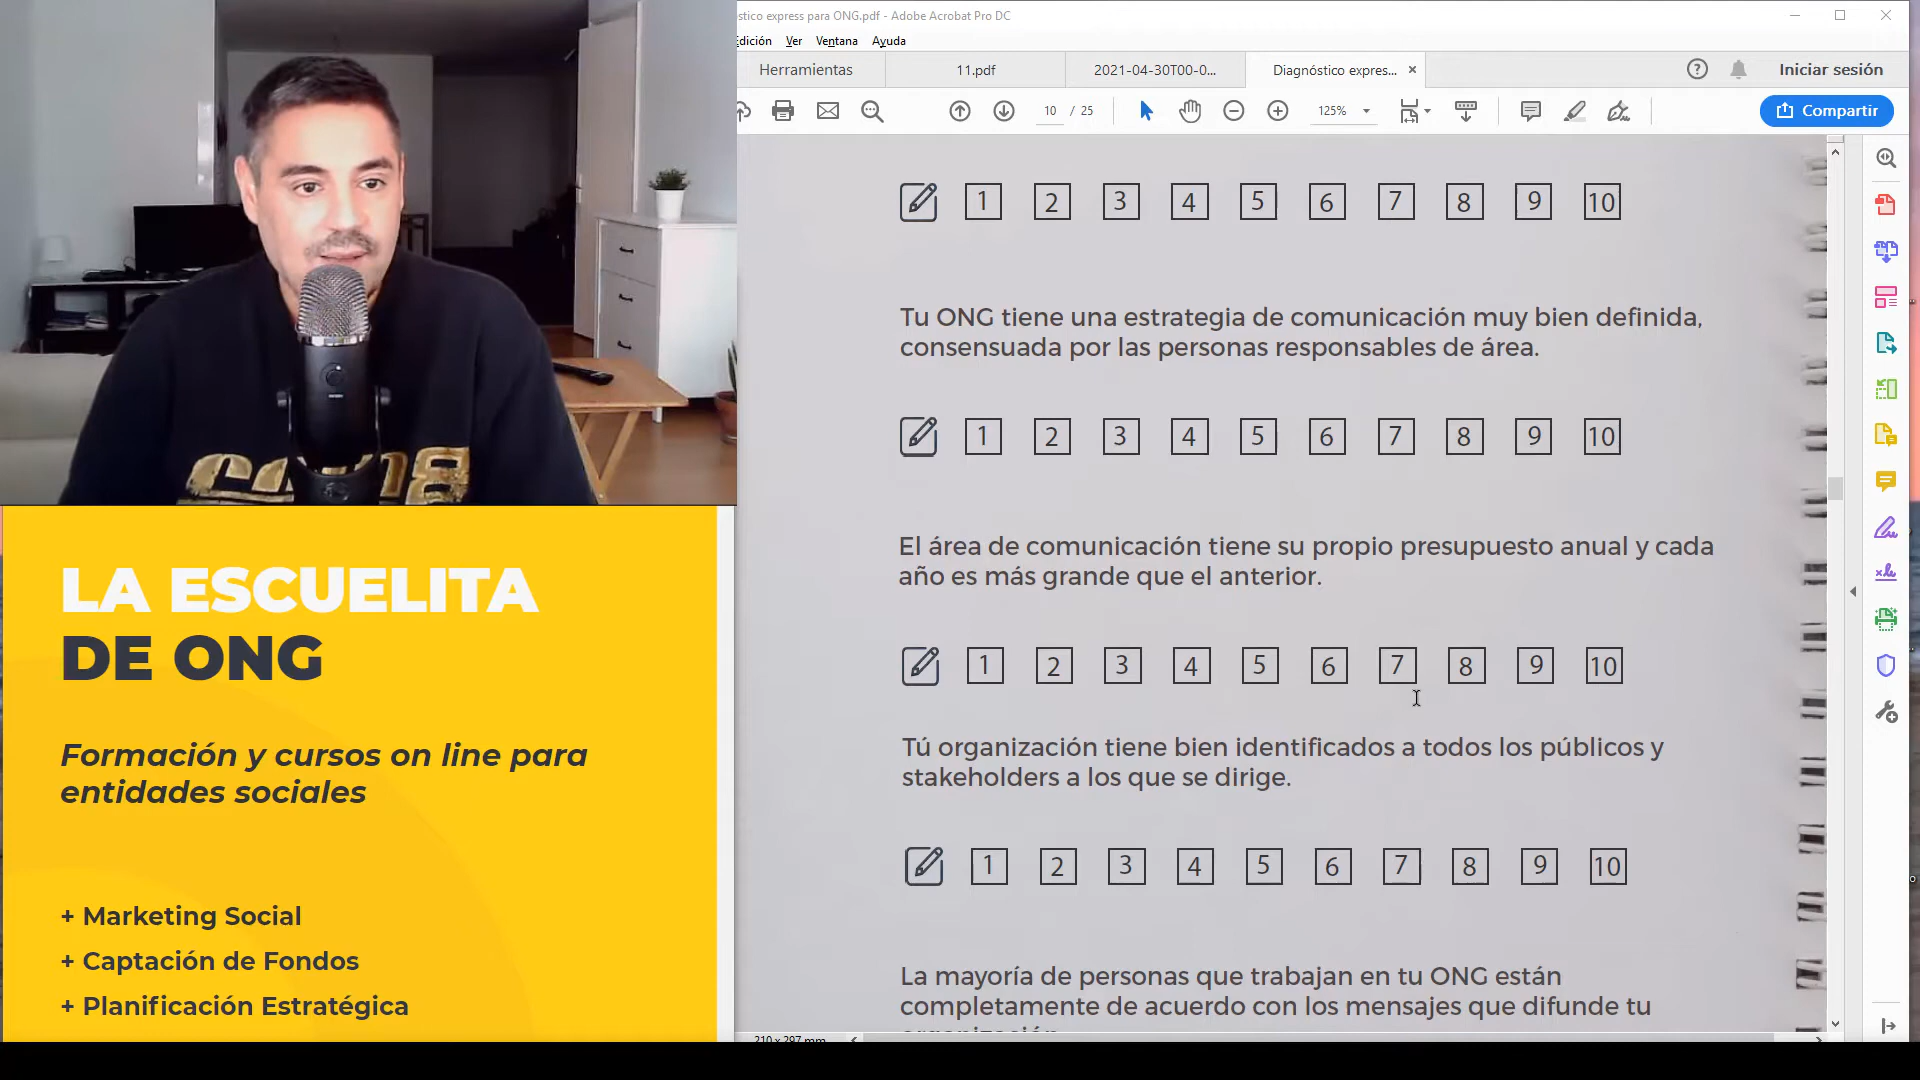 óstico express para ONG.pdf - Adobe Acrobat Pro DC
Edición Ver Ventana Ayuda
Herramientas 11.pdf 2021-04-30T00-0... Diagnóstico expres... × Iniciar sesión
10 / 25 125% Compartir
1 2 3 4 5 6 7 8 9 10
Tu ONG tiene una estrategia de comunicación muy bien definida,
consensuada por las personas responsables de área.
1 2 3 4 5 6 7 8 9 10
El área de comunicación tiene su propio presupuesto anual y cada
año es más grande que el anterior.
1 2 3 4 5 6 7 8 9 10
Tú organización tiene bien identificados a todos los públicos y
stakeholders a los que se dirige.
1 2 3 4 5 6 7 8 9 10
La mayoría de personas que trabajan en tu ONG están
completamente de acuerdo con los mensajes que difunde tu
organización
210 x 297 mm
LA ESCUELITA
DE ONG
Formación y cursos on line para
entidades sociales
+ Marketing Social
+ Captación de Fondos
+ Planificación Estratégica